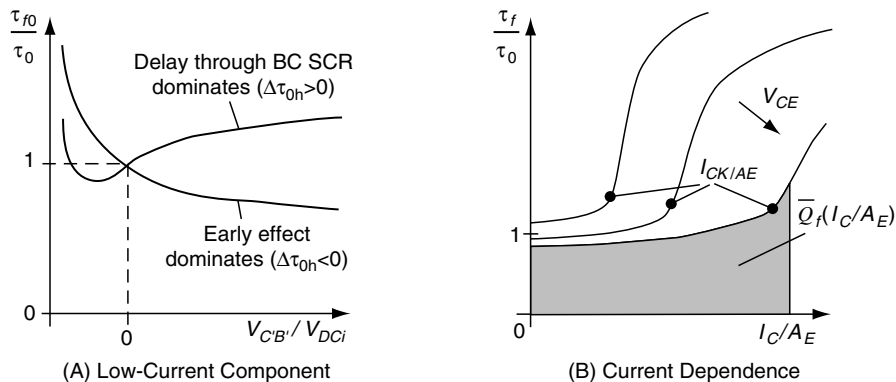 τf0
τ0
Delay through BC SCR
dominates (Δτ0h>0)
1
Early effect
dominates (Δτ0h<0)
0
0
VC'B'/VDCi
(A) Low-Current Component
τf
τ0
VCE
ICK/AE
Q̅f(IC/AE)
1
0
IC/AE
(B) Current Dependence